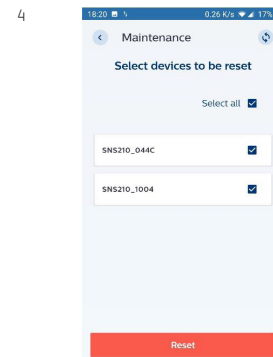 4
18:20 0.26 K/s 17%
Maintenance
Select devices to be reset
Select all
SNS210_044C
SNS210_1004
Reset